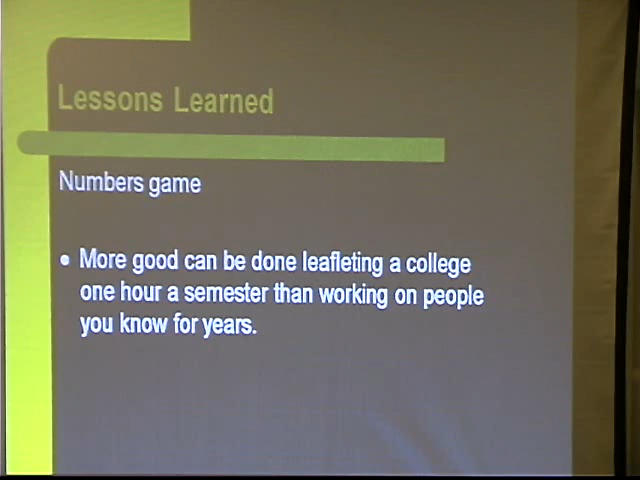 Lessons Learned
Numbers game
• More good can be done leafleting a college
one hour a semester than working on people
you know for years.